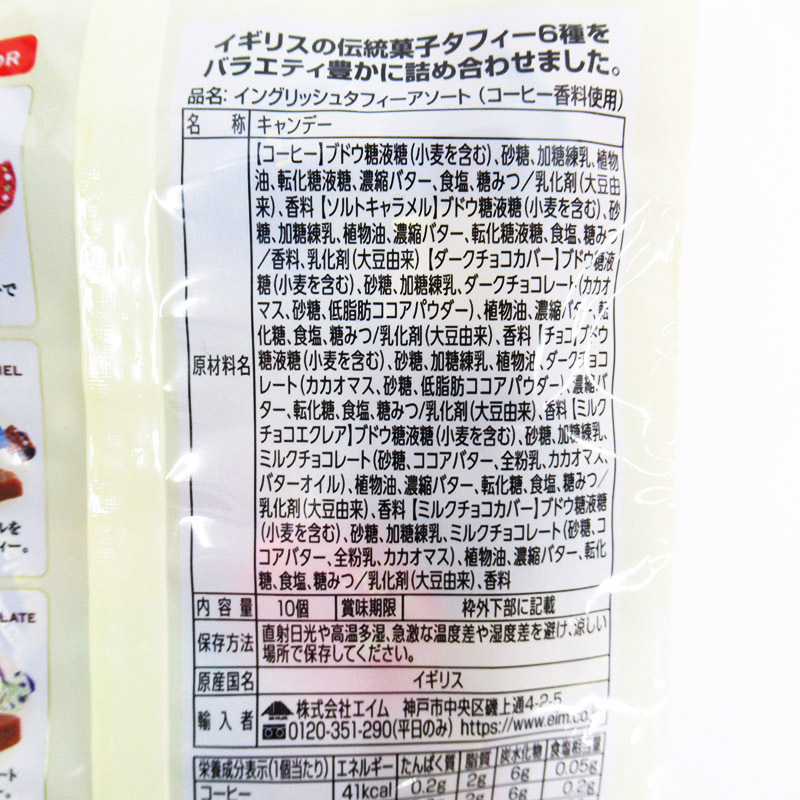 イギリスの伝統菓子タフィー6種を
バラエティ豊かに詰め合わせました。
品名: イングリッシュタフィーアソート (コーヒー香料使用)
名 称 キャンデー
原材料名
【コーヒー】ブドウ糖液糖(小麦を含む)、砂糖、加糖練乳、植物
油、転化糖液糖、濃縮バター、食塩、糖みつ/乳化剤(大豆由
来)、香料【ソルトキャラメル】ブドウ糖液糖(小麦を含む)、砂
糖、加糖練乳、植物油、濃縮バター、転化糖液糖、食塩、糖みつ
/香料、乳化剤(大豆由来)【ダークチョコカバー】ブドウ糖液
糖(小麦を含む)、砂糖、加糖練乳、ダークチョコレート(カカオ
マス、砂糖、低脂肪ココアパウダー)、植物油、濃縮バター、転
化糖、食塩、糖みつ/乳化剤(大豆由来)、香料【チョコ】ブドウ
糖液糖(小麦を含む)、砂糖、加糖練乳、植物油、ダークチョコ
レート(カカオマス、砂糖、低脂肪ココアパウダー)、濃縮バ
ター、転化糖、食塩、糖みつ/乳化剤(大豆由来)、香料【ミルク
チョコエクレア】ブドウ糖液糖(小麦を含む)、砂糖、加糖練乳、
ミルクチョコレート(砂糖、ココアバター、全粉乳、カカオマス、
バターオイル)、植物油、濃縮バター、転化糖、食塩、糖みつ/
乳化剤(大豆由来)、香料【ミルクチョコカバー】ブドウ糖液糖
(小麦を含む)、砂糖、加糖練乳、ミルクチョコレート(砂糖、コ
コアバター、全粉乳、カカオマス)、植物油、濃縮バター、転化
糖、食塩、糖みつ/乳化剤(大豆由来)、香料
内 容 量 10個 賞味期限 枠外下部に記載
保存方法 直射日光や高温多湿、急激な温度差や湿度差を避け、涼しい
場所で保存してください。
原産国名 イギリス
輸 入 者 株式会社エイム 神戸市中央区磯上通4-2-5
0120-351-290(平日のみ) https://www.eim.co.
栄養成分表示(1個当たり) エネルギー たんぱく質 脂質 炭水化物 食塩相当量
コーヒー 41kcal 0.2g 2g 6g 0.05g
6g 0.2g